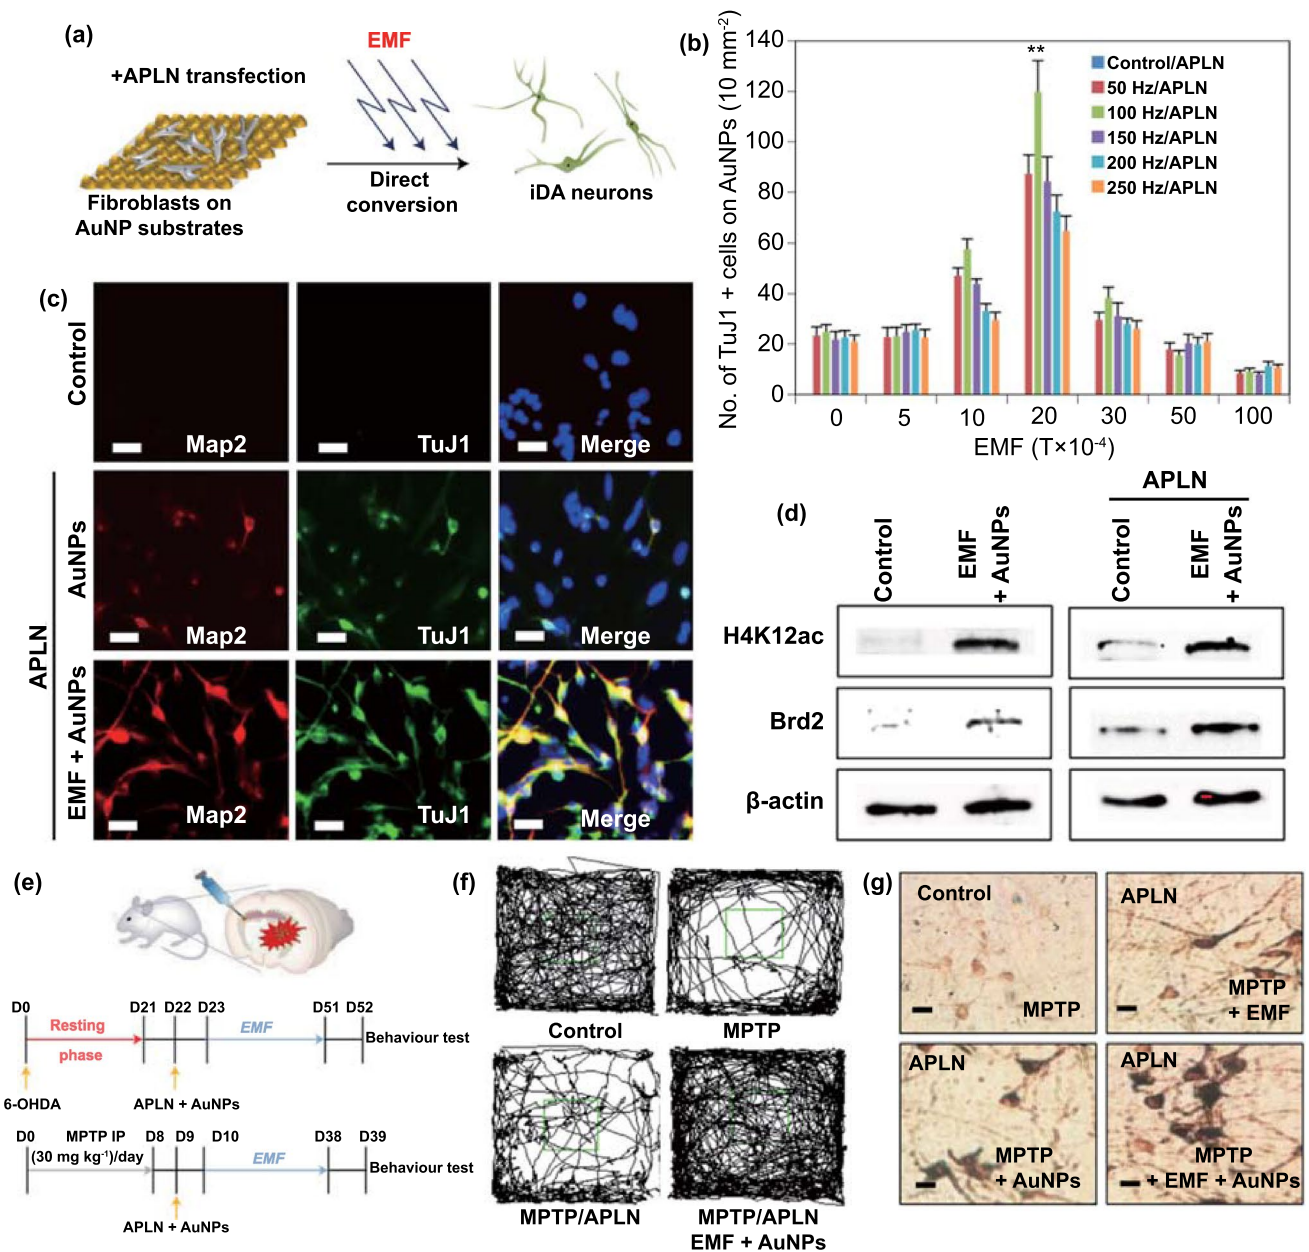 (a)
EMF
+APLN transfection
Direct
conversion
Fibroblasts on
AuNP substrates
iDA neurons
(b)
No. of TuJ1 + cells on AuNPs (10 mm⁻²)
140
120
100
80
60
40
20
0
**
Control/APLN
50 Hz/APLN
100 Hz/APLN
150 Hz/APLN
200 Hz/APLN
250 Hz/APLN
0 5 10 20 30 50 100
EMF (T×10⁻⁴)
(c)
Control
Map2 TuJ1 Merge
APLN
AuNPs
Map2 TuJ1 Merge
EMF + AuNPs
Map2 TuJ1 Merge
(d)
APLN
Control
EMF
+ AuNPs
Control
EMF
+ AuNPs
H4K12ac
Brd2
β-actin
(e)
D0 D21 D22 D23 D51 D52
Resting
phase
EMF
Behaviour test
6-OHDA
APLN + AuNPs
D0 MPTP IP D8 D9 D10 D38 D39
(30 mg kg⁻¹)/day
EMF
Behaviour test
APLN + AuNPs
(f)
Control
MPTP
MPTP/APLN
MPTP/APLN
EMF + AuNPs
(g)
Control
MPTP
APLN
MPTP
+ EMF
APLN
MPTP
+ AuNPs
APLN
MPTP
+ EMF + AuNPs